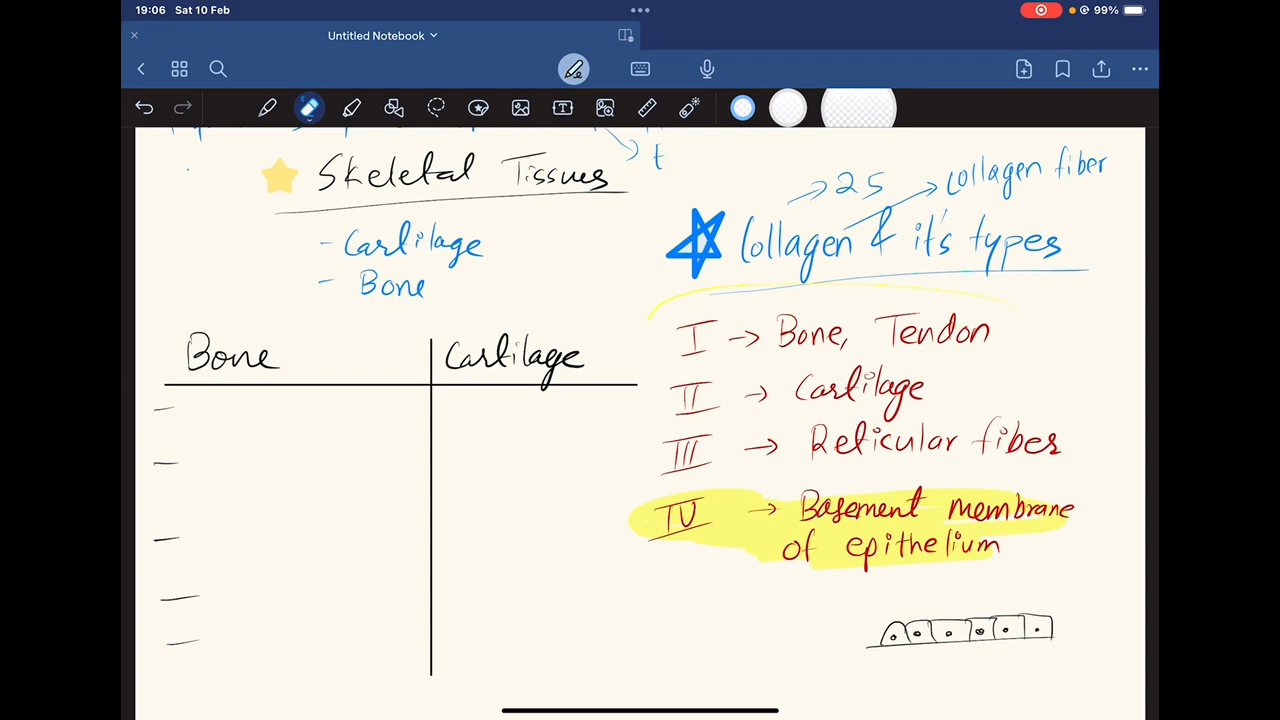 19:06 Sat 10 Feb
99%
Untitled Notebook
t
Skeletal Tissues
- Cartilage
- Bone
→ 25
→ Collagen fiber
Collagen & it's types
Bone
Cartilage
I → Bone, Tendon
II → Cartilage
III → Reticular fiber
IV → Basement membrane
of epithelium